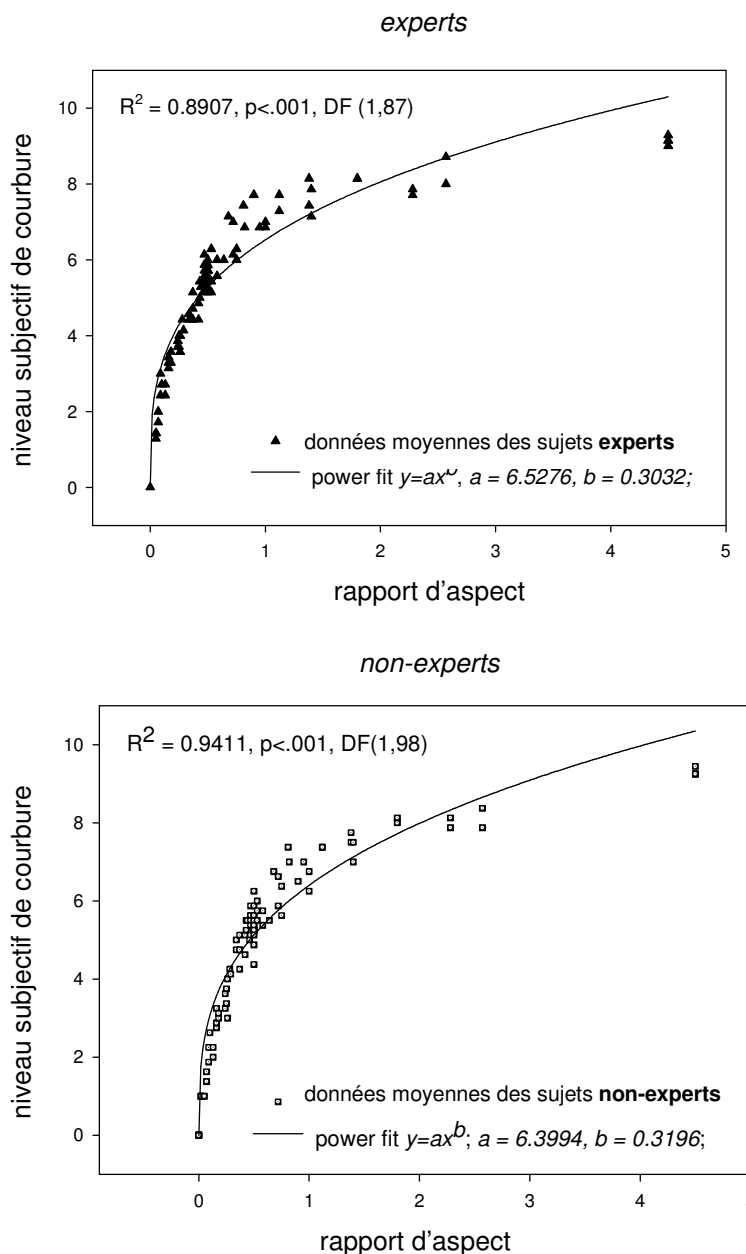 experts
R² = 0.8907, p<.001, DF (1,87)
10
8
6
4
2
0
niveau subjectif de courbure
données moyennes des sujets experts
power fit y=axᵇ, a = 6.5276, b = 0.3032;
0 1 2 3 4 5
rapport d'aspect
non-experts
R² = 0.9411, p<.001, DF(1,98)
10
8
6
4
2
0
niveau subjectif de courbure
données moyennes des sujets non-experts
power fit y=axᵇ; a = 6.3994, b = 0.3196;
0 1 2 3 4
rapport d'aspect